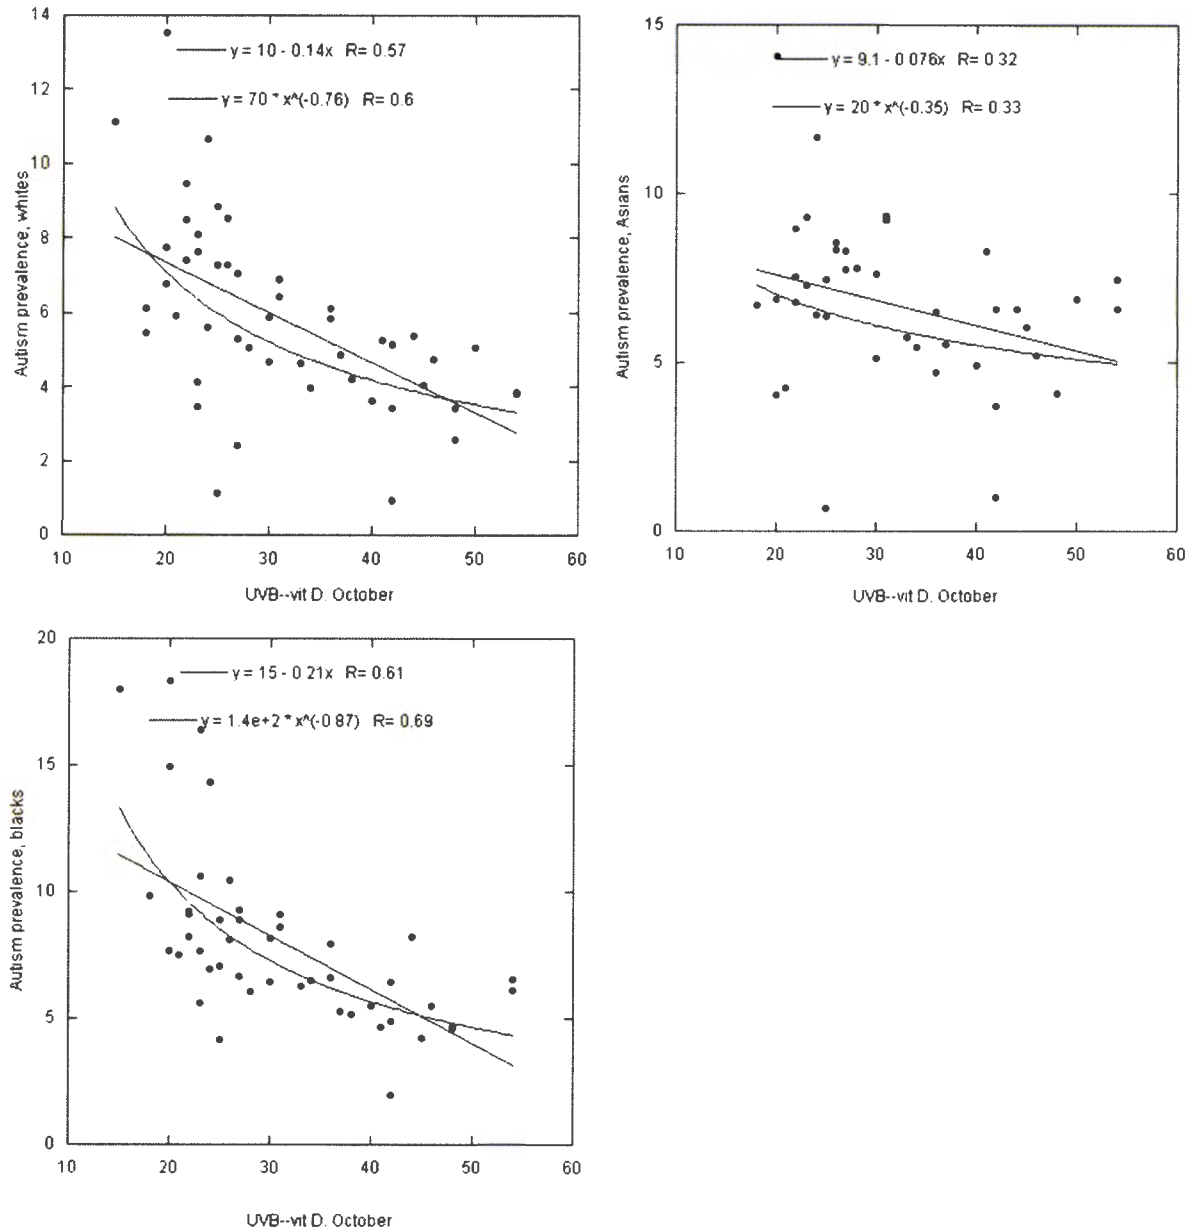 14
12
10
8
6
4
2
0
Autism prevalence, whites
y = 10 - 0.14x R= 0.57
y = 70 * x^(-0.76) R= 0.6
10 20 30 40 50 60
UVB--vit D. October
15
10
5
0
Autism prevalence, Asians
y = 9.1 - 0 076x R= 0 32
y = 20 * x^(-0.35) R= 0 33
10 20 30 40 50 60
UVB--vit D. October
20
15
10
5
0
Autism prevalence, blacks
y = 15 - 0 21x R= 0.61
y = 1.4e+2 * x^(-0 87) R= 0.69
10 20 30 40 50 60
UVB--vit D. October